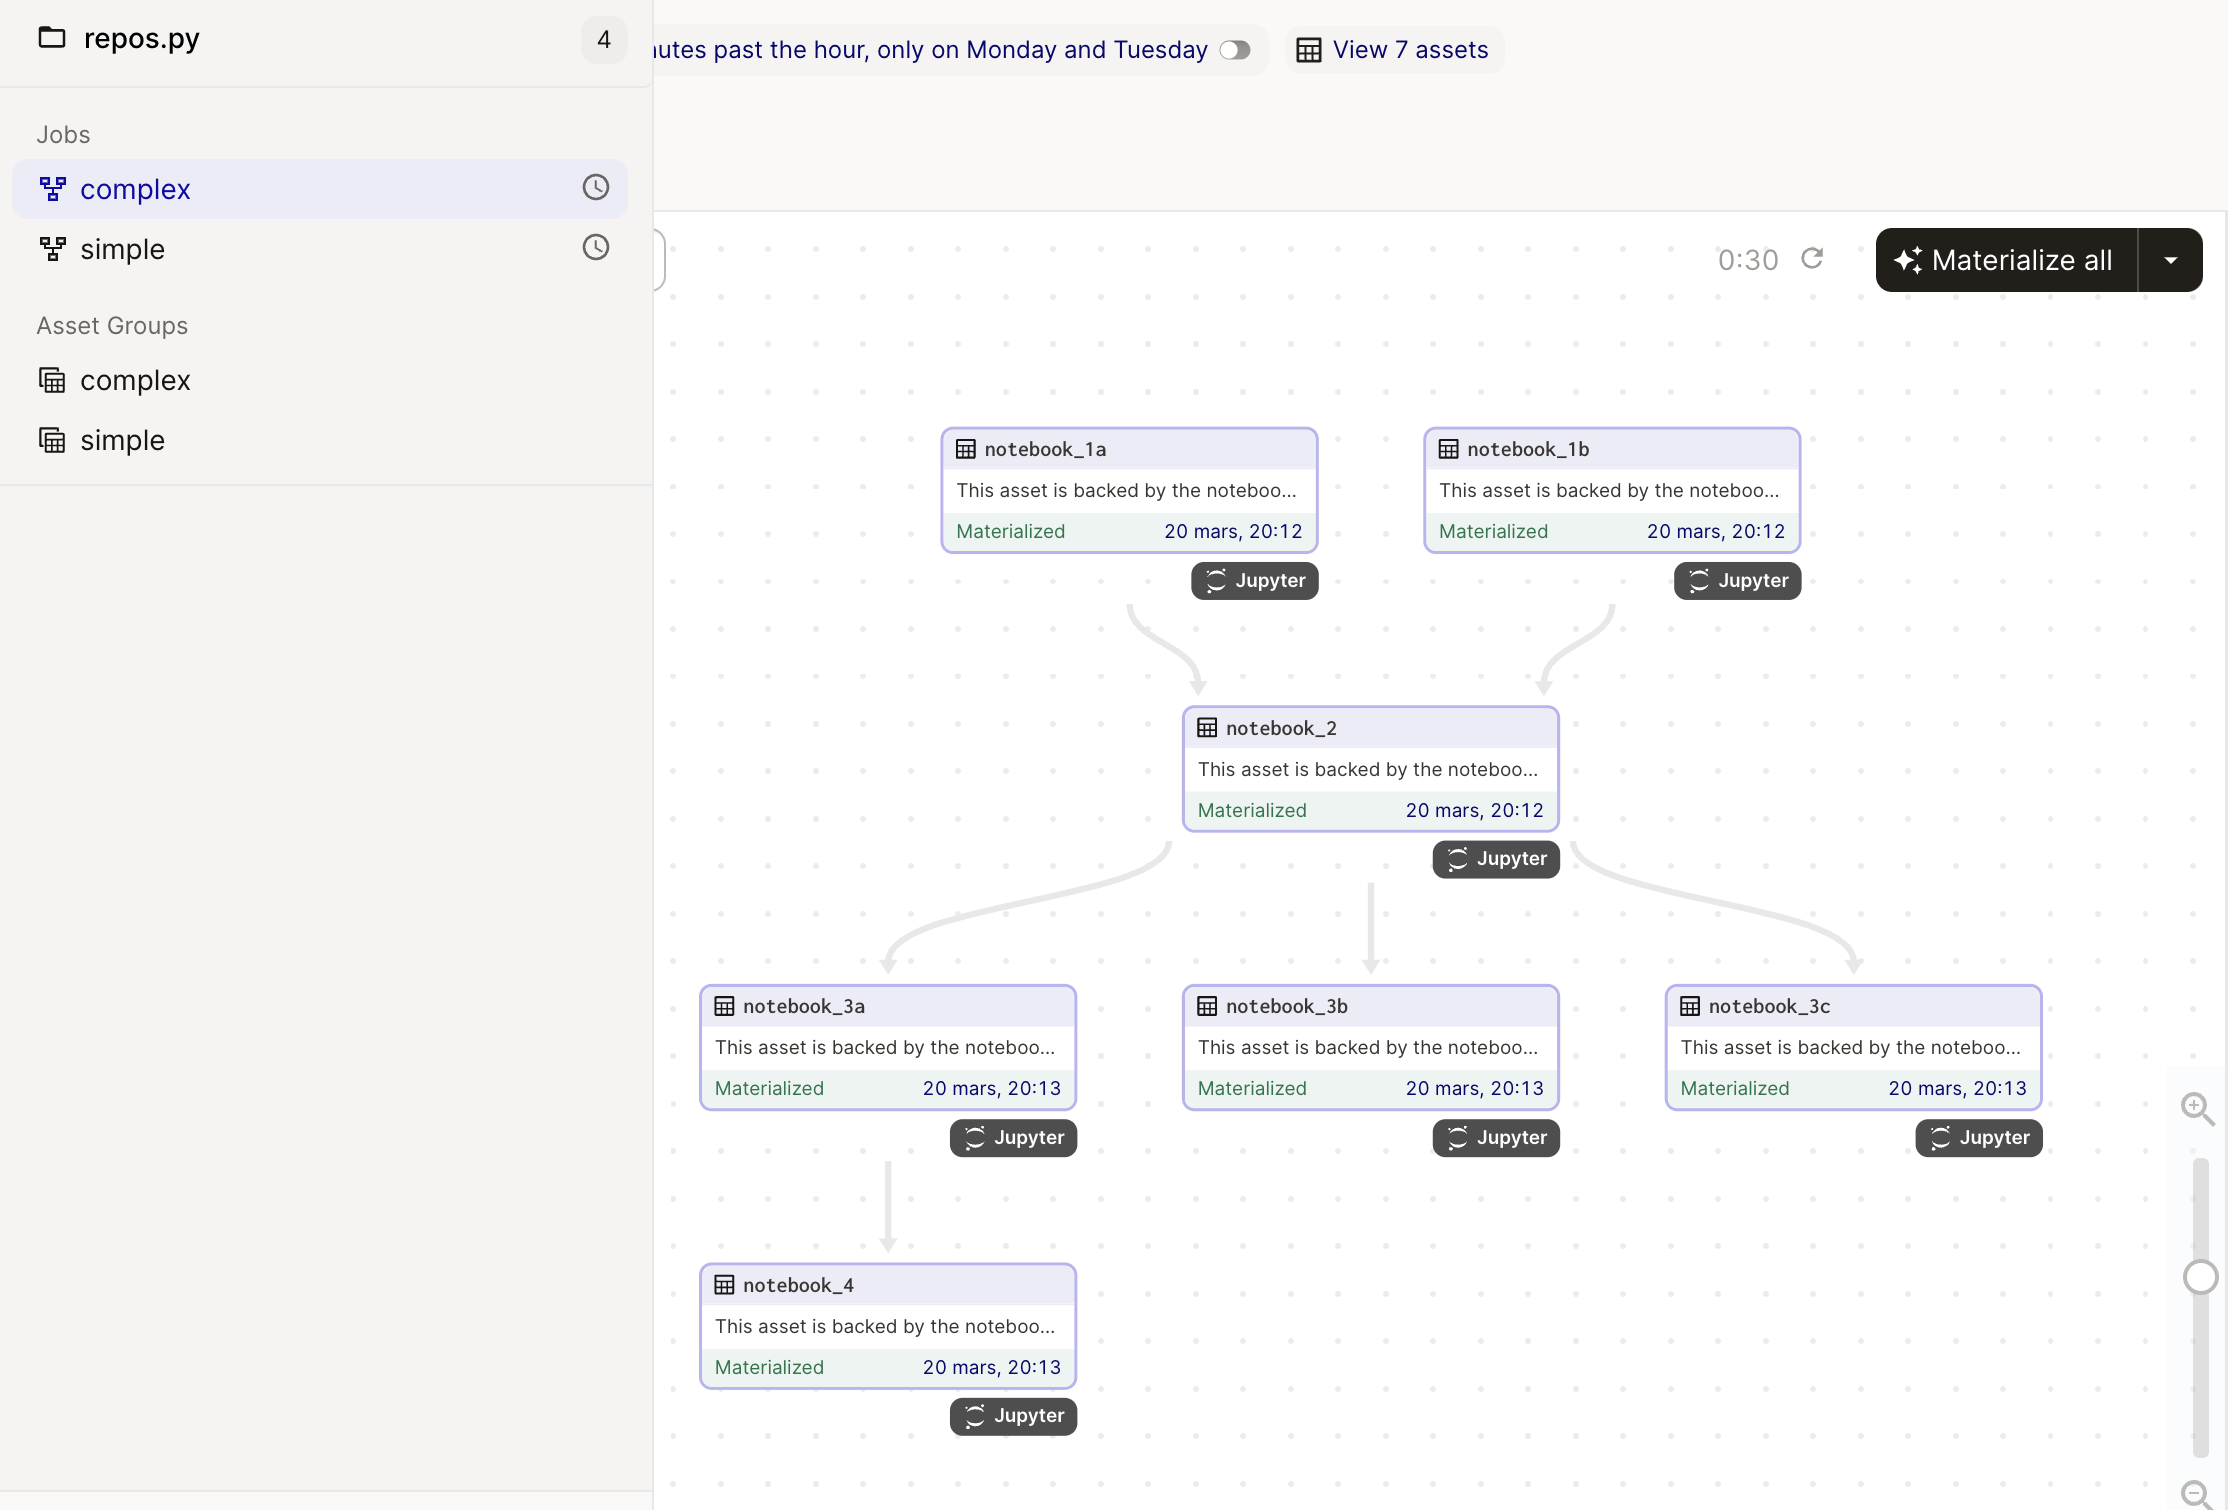 repos.py
4
Jobs
complex
simple
Asset Groups
complex
simple
past the hour, only on Monday and Tuesday
View 7 assets
0:30
Materialize all
notebook_1a
This asset is backed by the noteboo...
Materialized 20 mars, 20:12
Jupyter
notebook_1b
This asset is backed by the noteboo...
Materialized 20 mars, 20:12
Jupyter
notebook_2
This asset is backed by the noteboo...
Materialized 20 mars, 20:12
Jupyter
notebook_3a
This asset is backed by the noteboo...
Materialized 20 mars, 20:13
Jupyter
notebook_3b
This asset is backed by the noteboo...
Materialized 20 mars, 20:13
Jupyter
notebook_3c
This asset is backed by the noteboo...
Materialized 20 mars, 20:13
Jupyter
notebook_4
This asset is backed by the noteboo...
Materialized 20 mars, 20:13
Jupyter